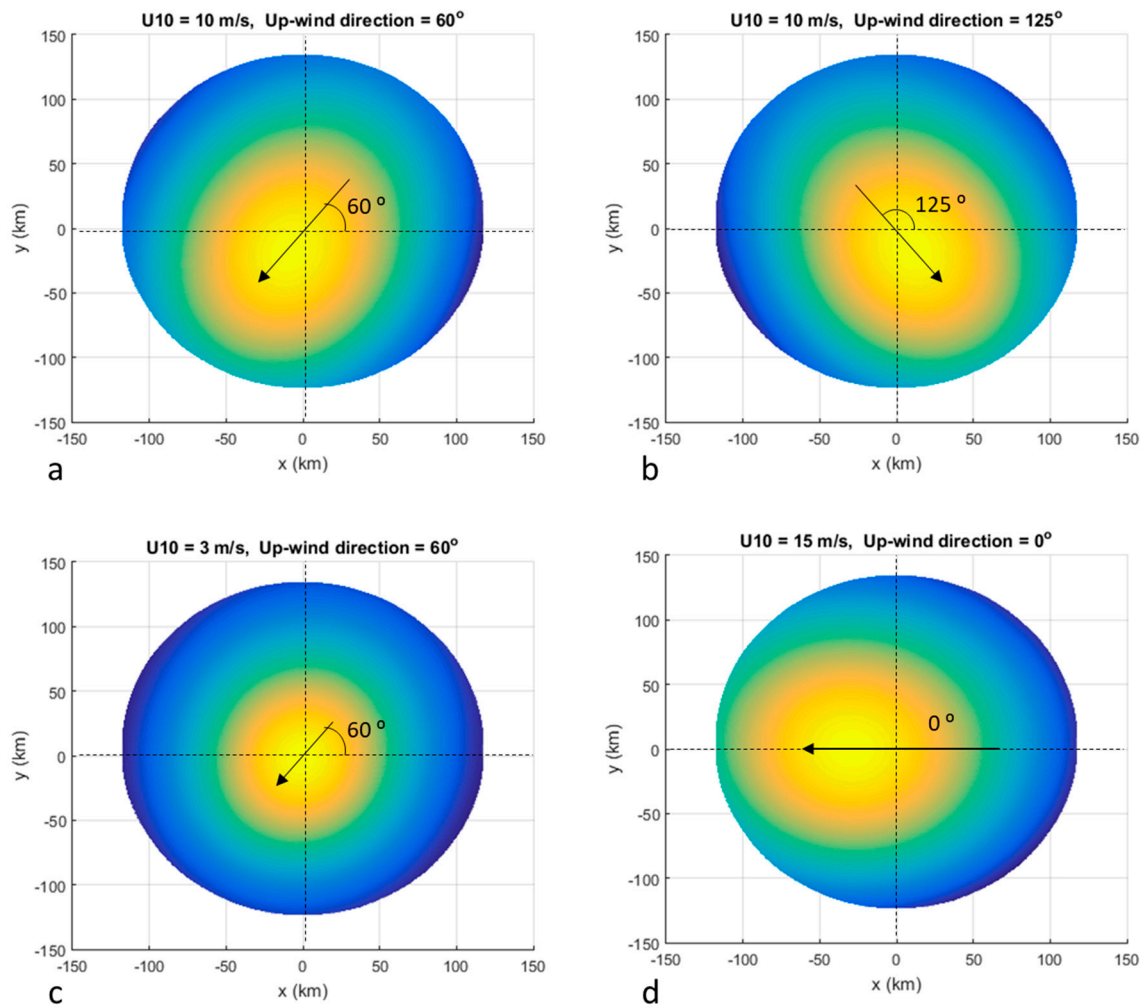 U10 = 10 m/s, Up-wind direction = 60°
150
100
50
0
-50
-100
-150
y (km)
60 °
-150 -100 -50 0 50 100 150
x (km)
a
U10 = 10 m/s, Up-wind direction = 125°
150
100
50
0
-50
-100
-150
y (km)
125 °
-150 -100 -50 0 50 100 150
x (km)
b
U10 = 3 m/s, Up-wind direction = 60°
150
100
50
0
-50
-100
-150
y (km)
60 °
-150 -100 -50 0 50 100 150
x (km)
c
U10 = 15 m/s, Up-wind direction = 0°
150
100
50
0
-50
-100
-150
y (km)
0 °
-150 -100 -50 0 50 100 150
x (km)
d